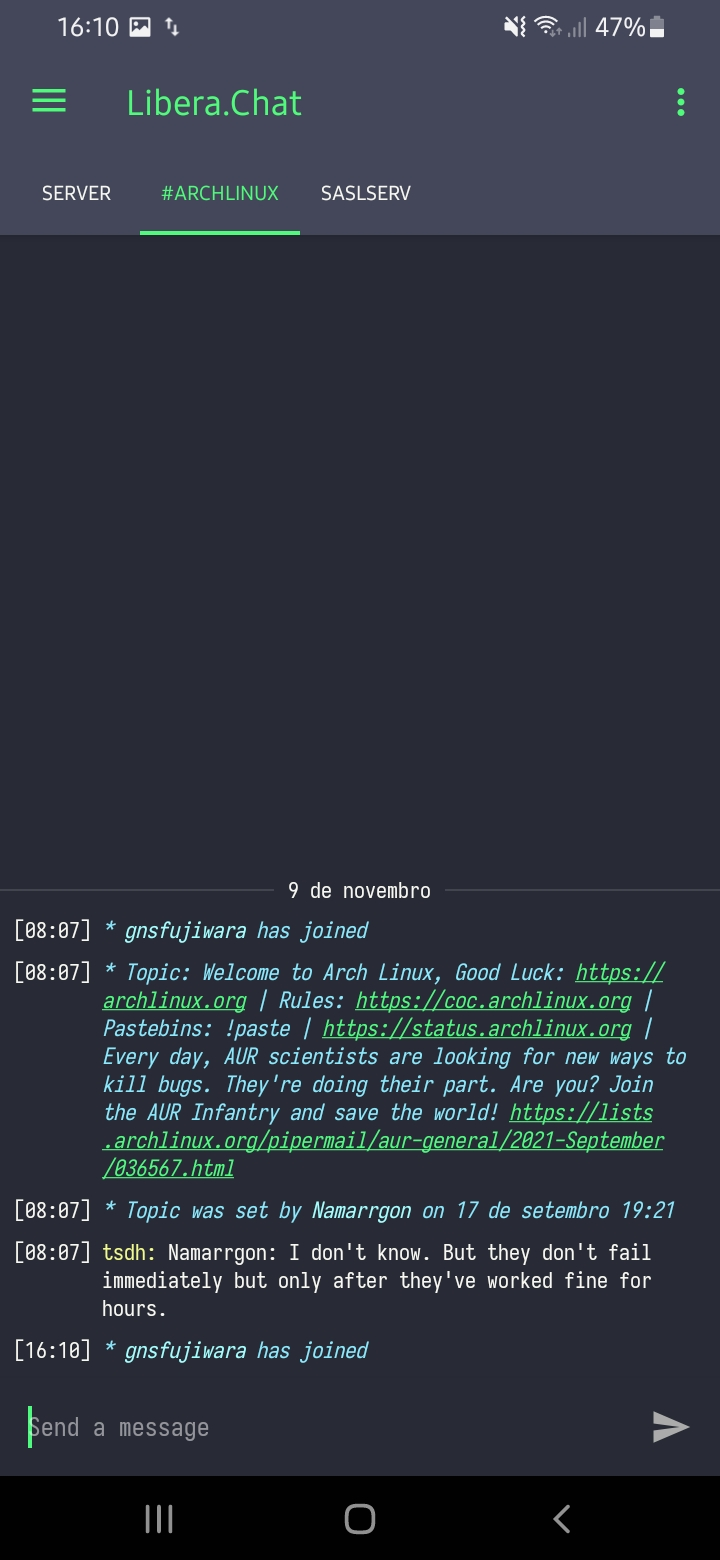 16:10 47%
Libera.Chat
SERVER #ARCHLINUX SASLSERV
9 de novembro
[08:07] * gnsfujiwara has joined
[08:07] * Topic: Welcome to Arch Linux, Good Luck: https://
archlinux.org | Rules: https://coc.archlinux.org |
Pastebins: !paste | https://status.archlinux.org |
Every day, AUR scientists are looking for new ways to
kill bugs. They're doing their part. Are you? Join
the AUR Infantry and save the world! https://lists
.archlinux.org/pipermail/aur-general/2021-September
/036567.html
[08:07] * Topic was set by Namarrgon on 17 de setembro 19:21
[08:07] tsdh: Namarrgon: I don't know. But they don't fail
immediately but only after they've worked fine for
hours.
[16:10] * gnsfujiwara has joined
Send a message